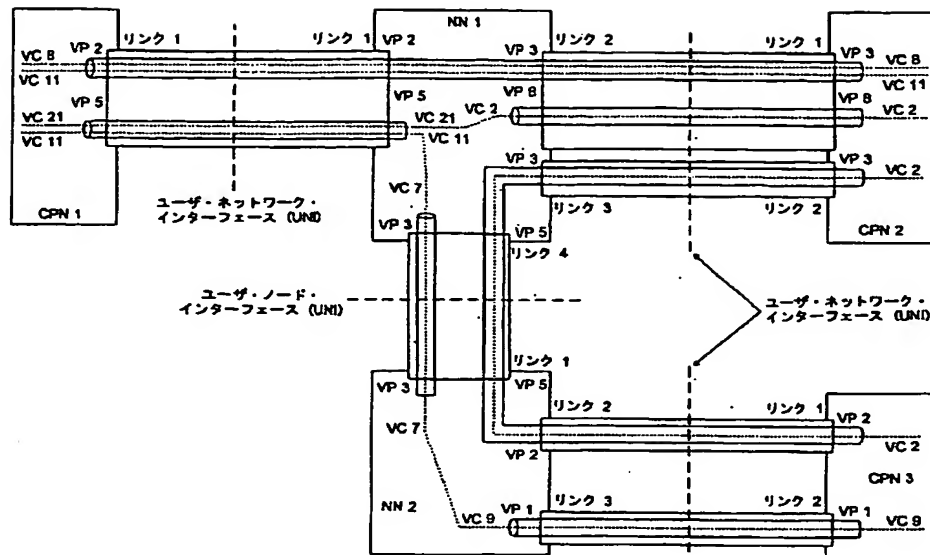 NN 1
リンク 1
リンク 1
リンク 2
リンク 1
VP 2
VP 2
VP 3
VP 3
VC 8
VC 11
VC 8
VC 11
VP 5
VP 5
VP 8
VP 8
VC 21
VC 11
VC 21
VC 11
VC 2
VC 2
VP 3
VP 3
VC 2
VC 7
CPN 1
ユーザ・ネットワーク・
インターフェース (UNI)
リンク 3
リンク 2
CPN 2
VP 3
VP 5
リンク 4
ユーザ・ノード・
インターフェース (UNI)
ユーザ・ネットワーク・
インターフェース (UNI)
リンク 1
VP 3
VP 5
リンク 2
リンク 1
VP 2
VC 7
VP 2
VC 2
NN 2
リンク 3
リンク 2
CPN 3
VC 9
VP 1
VP 1
VC 9